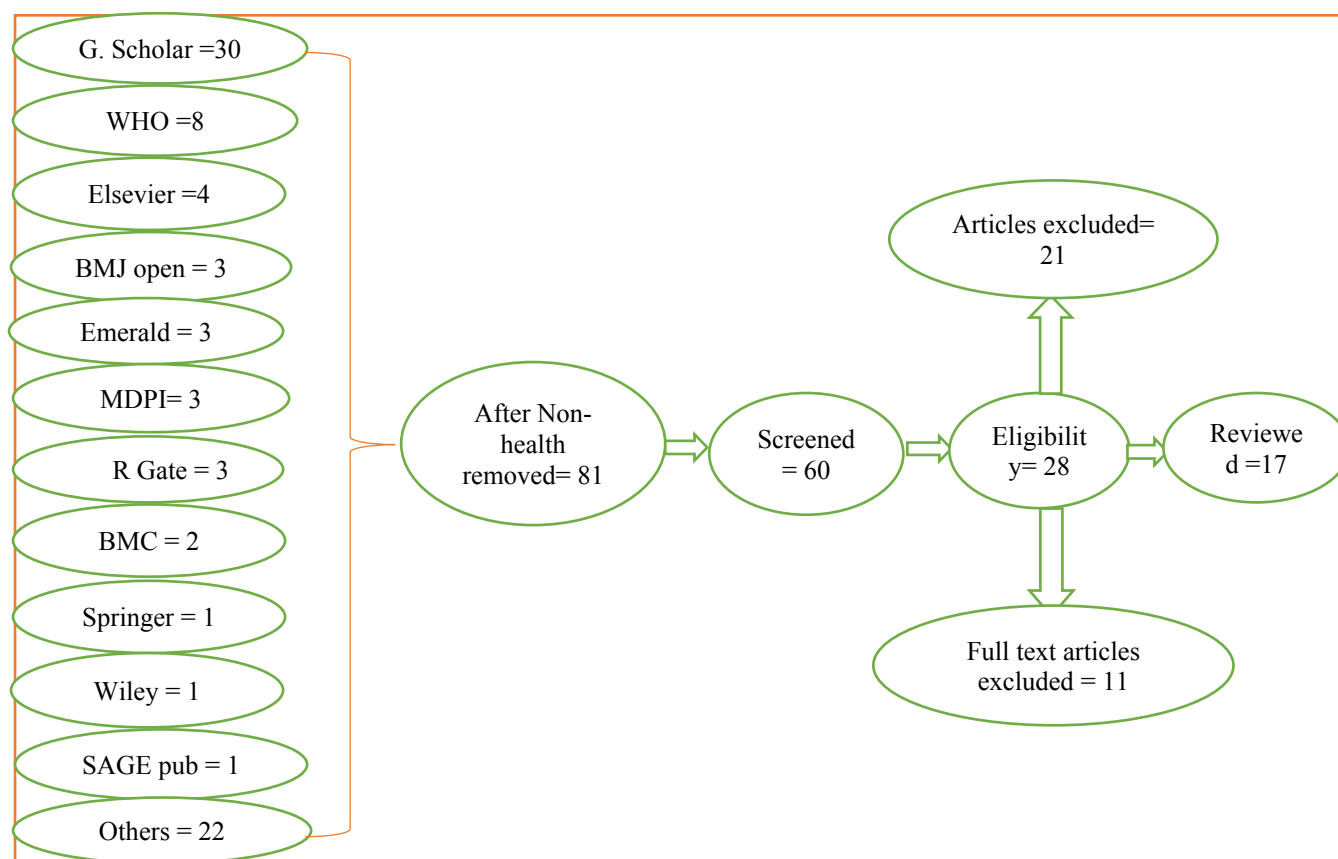 G. Scholar =30
WHO =8
Elsevier =4
BMJ open = 3
Emerald = 3
MDPI= 3
R Gate = 3
BMC = 2
Springer = 1
Wiley = 1
SAGE pub = 1
Others = 22
After Non-
health
removed= 81
Screened
= 60
Articles excluded=
21
Eligibilit
y= 28
Full text articles
excluded = 11
Reviewe
d =17